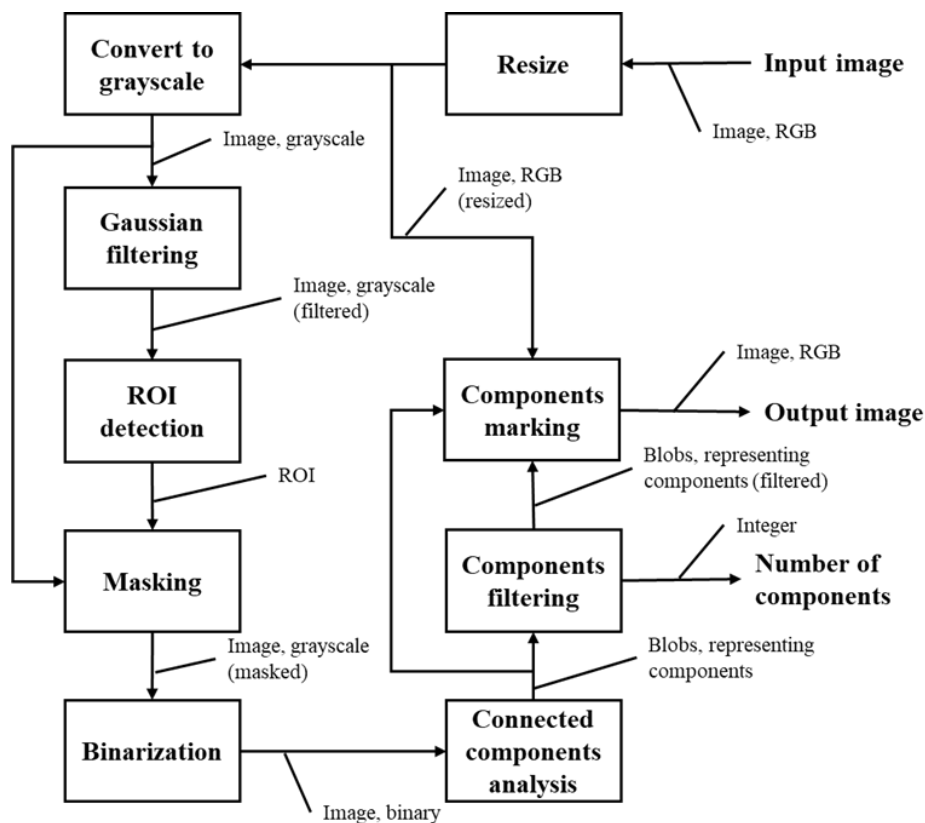 Convert to
grayscale
Resize
Input image
Image, RGB
Image, grayscale
Image, RGB
(resized)
Gaussian
filtering
Image, grayscale
(filtered)
ROI
detection
Image, RGB
Components
marking
Output image
ROI
Blobs, representing
components (filtered)
Integer
Masking
Components
filtering
Number of
components
Image, grayscale
(masked)
Blobs, representing
components
Binarization
Connected
components
analysis
Image, binary